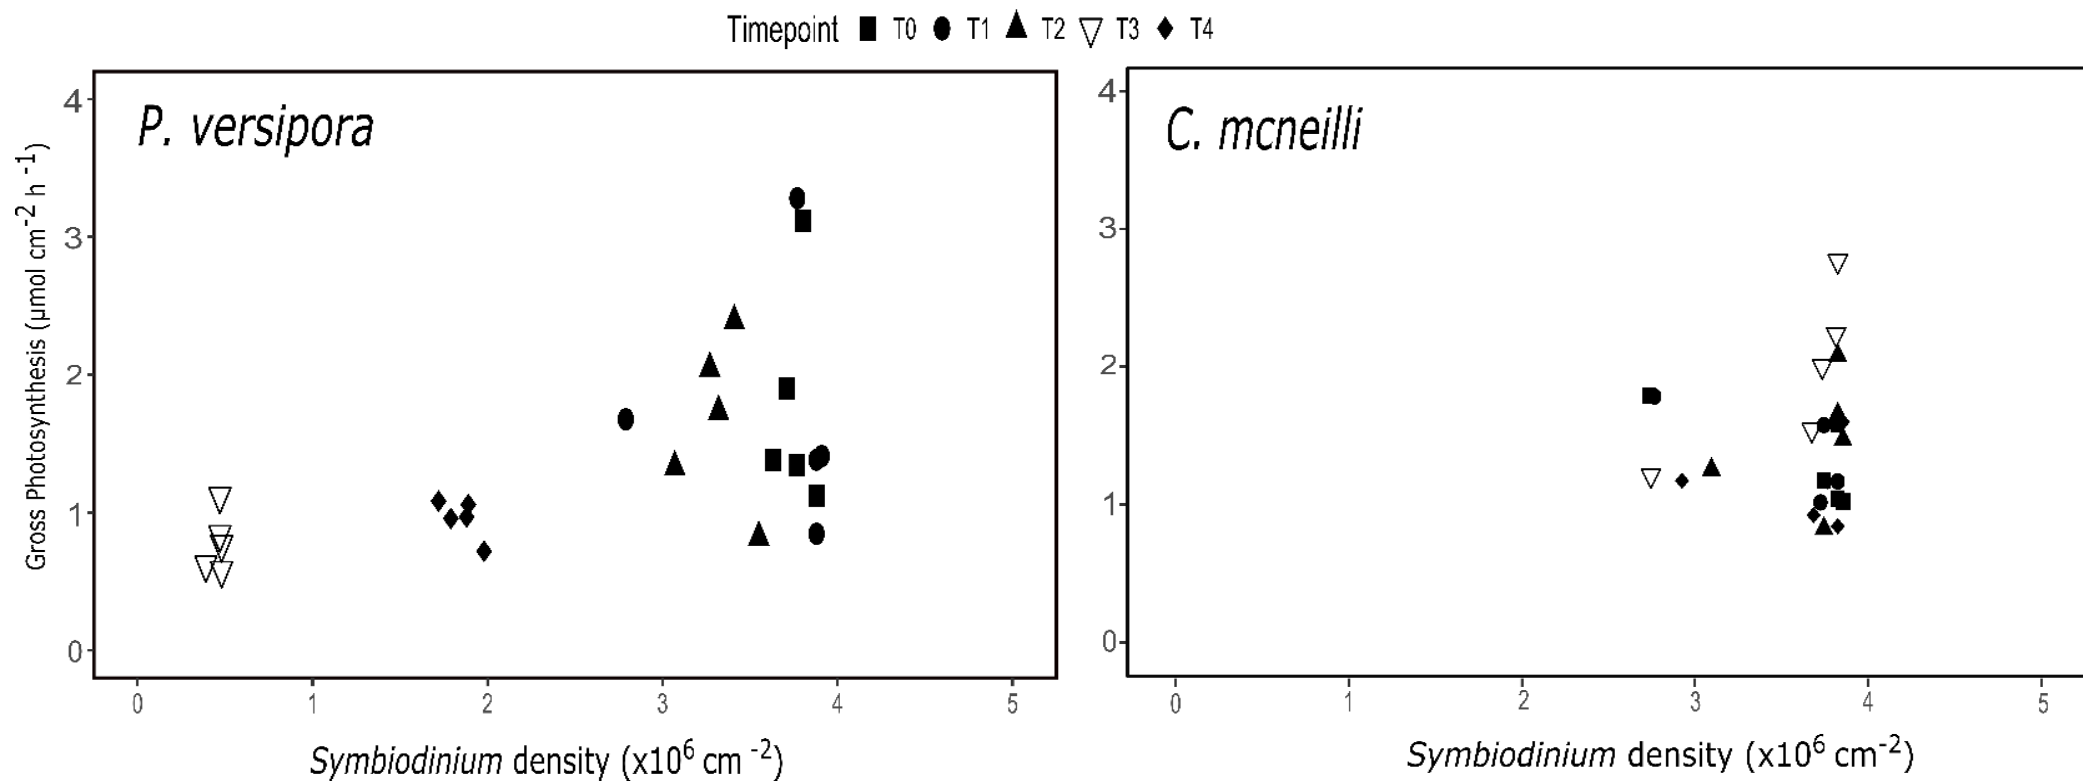 Timepoint T0 T1 T2 T3 T4
P. versipora
C. mcneilli
Gross Photosynthesis (µmol cm⁻² h ⁻¹)
4
3
2
1
0
0 1 2 3 4 5
Symbiodinium density (x10⁶ cm ⁻²)
4
3
2
1
0
0 1 2 3 4 5
Symbiodinium density (x10⁶ cm⁻²)